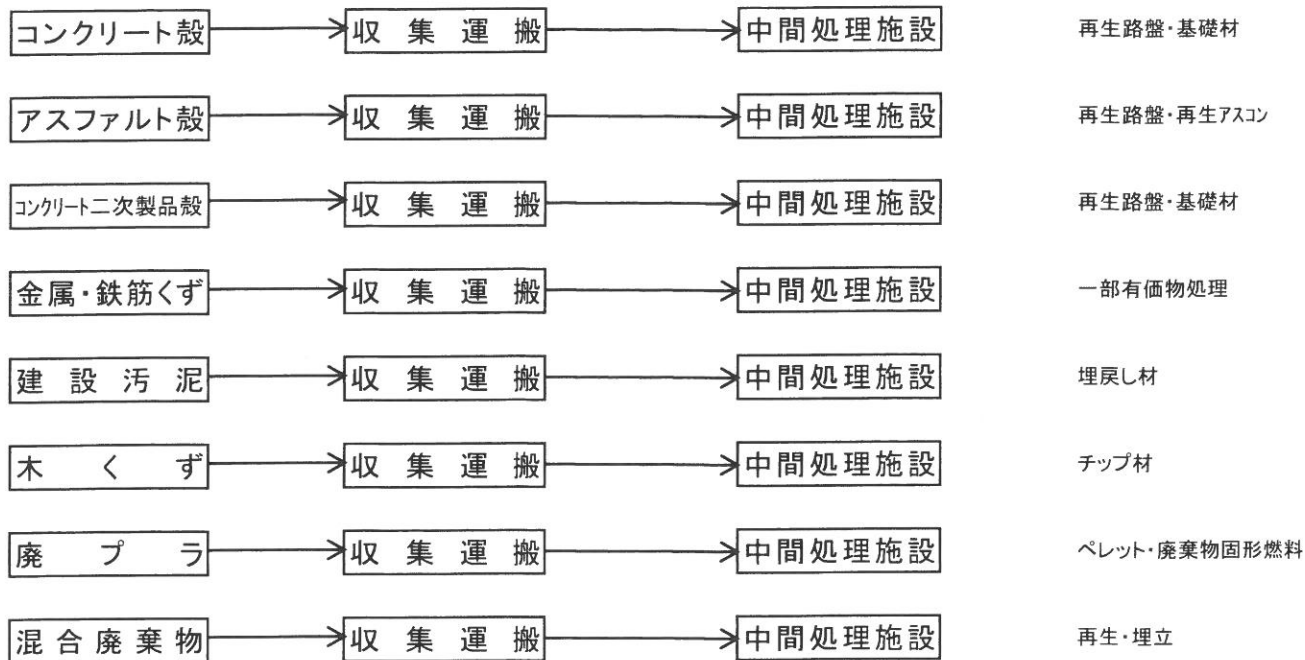 コンクリート殻 収集運搬 中間処理施設 再生路盤・基礎材
アスファルト殻 収集運搬 中間処理施設 再生路盤・再生アスコン
コンクリート二次製品殻 収集運搬 中間処理施設 再生路盤・基礎材
金属・鉄筋くず 収集運搬 中間処理施設 一部有価物処理
建設汚泥 収集運搬 中間処理施設 埋戻し材
木くず 収集運搬 中間処理施設 チップ材
廃プラ 収集運搬 中間処理施設 ペレット・廃棄物固形燃料
混合廃棄物 収集運搬 中間処理施設 再生・埋立